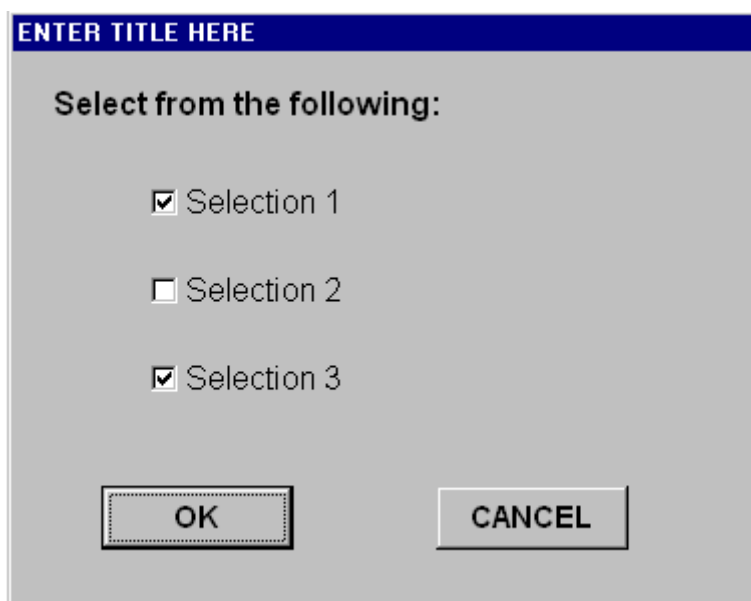 ENTER TITLE HERE
Select from the following:
Selection 1
Selection 2
Selection 3
OK CANCEL